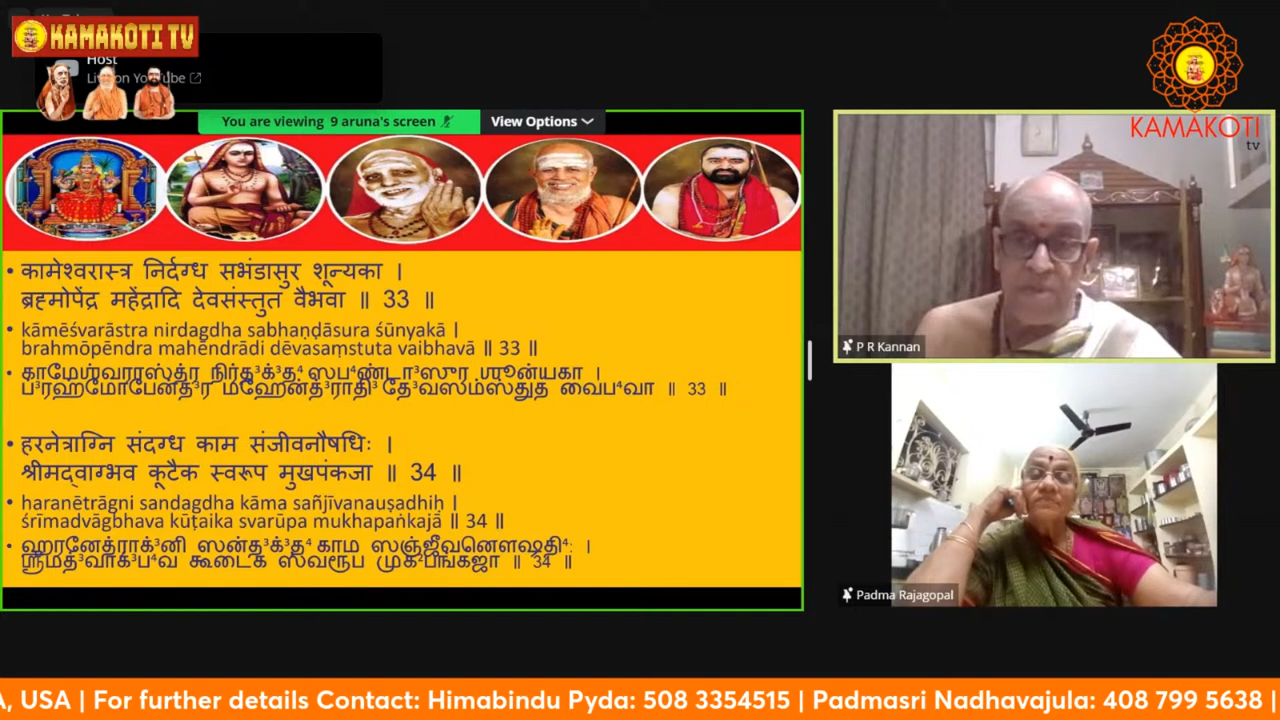 KAMAKOTI TV
Host
Live on YouTube
You are viewing 9 aruna's screen
View Options
KAMAKOTI
tv
• कामेश्वरास्त्र निर्दग्ध सभंडासुर शून्यका ।
ब्रह्मोपेंद्र महेंद्रादि देवसंस्तुत वैभवा ॥ 33 ॥
• kāmēśvarāstra nirdagdha sabhaṇḍāsura śūnyakā |
brahmōpēndra mahēndrādi dēvasaṃstuta vaibhavā ॥ 33 ॥
• காமேஶ்வராஸ்த்ர நிர்த³க்³த⁴ ஸப⁴ண்டா³ஸுர ஶூன்யகா ।
ப்³ரஹ்மோபேன்த்³ர மஹேன்த்³ராதி³ தே³வஸம்ஸ்துத வைப⁴வா ॥ 33 ॥
• हरनेत्राग्नि संदग्ध काम संजीवनौषधिः ।
श्रीमद्वाग्भव कूटैक स्वरूप मुखपंकजा ॥ 34 ॥
• haranētrāgni sandagdha kāma sañjīvanauṣadhiḥ |
śrīmadvāgbhava kūṭaika svarūpa mukhapaṅkajā ॥ 34 ॥
• ஹரனேத்ராக்³னி ஸன்த³க்³த⁴ காம ஸஞ்ஜீவனௌஷதி⁴ஃ ।
ஶ்ரீமத்³வாக்³ப⁴வ கூடைக ஸ்வரூப முக²பங்கஜா ॥ 34 ॥
P R Kannan
Padma Rajagopal
A, USA | For further details Contact: Himabindu Pyda: 508 3354515 | Padmasri Nadhavajula: 408 799 5638 |